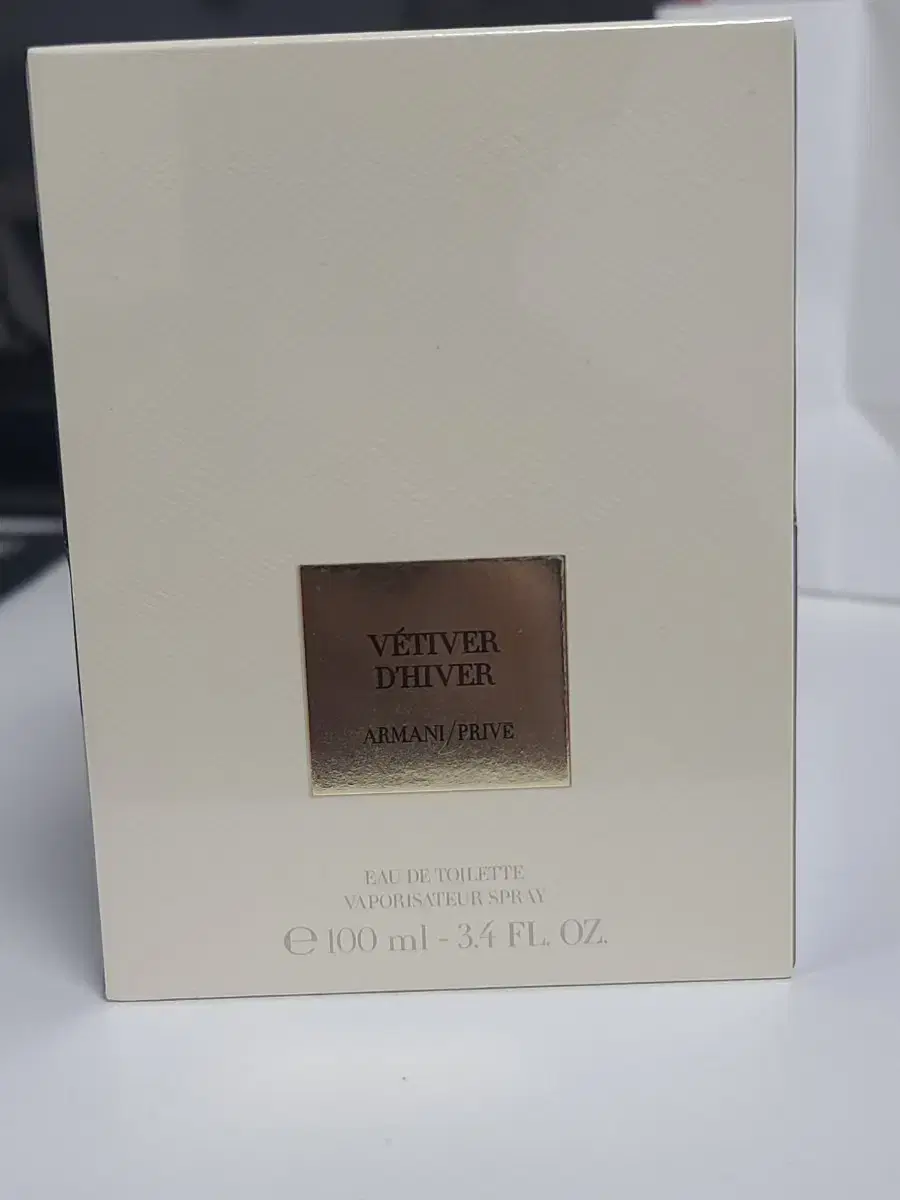 VÉTIVER
D'HIVER
ARMANI/PRIVE
EAU DE TOILETTE
VAPORISATEUR SPRAY
℮ 100 ml - 3.4 FL. OZ.